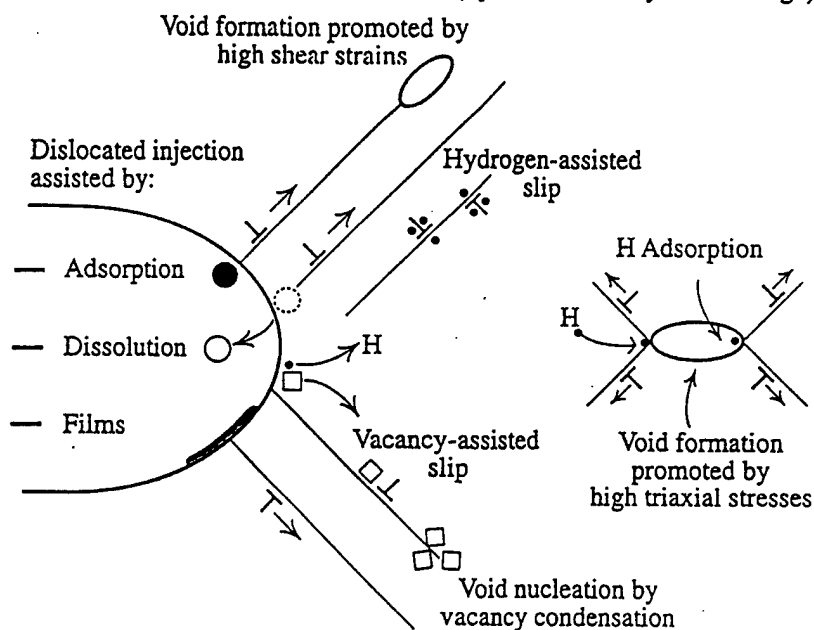 Void formation promoted by
high shear strains
Dislocated injection
assisted by:
Hydrogen-assisted
slip
Adsorption
H Adsorption
H
Dissolution
H
Films
Vacancy-assisted
slip
Void formation
promoted by
high triaxial stresses
Void nucleation by
vacancy condensation